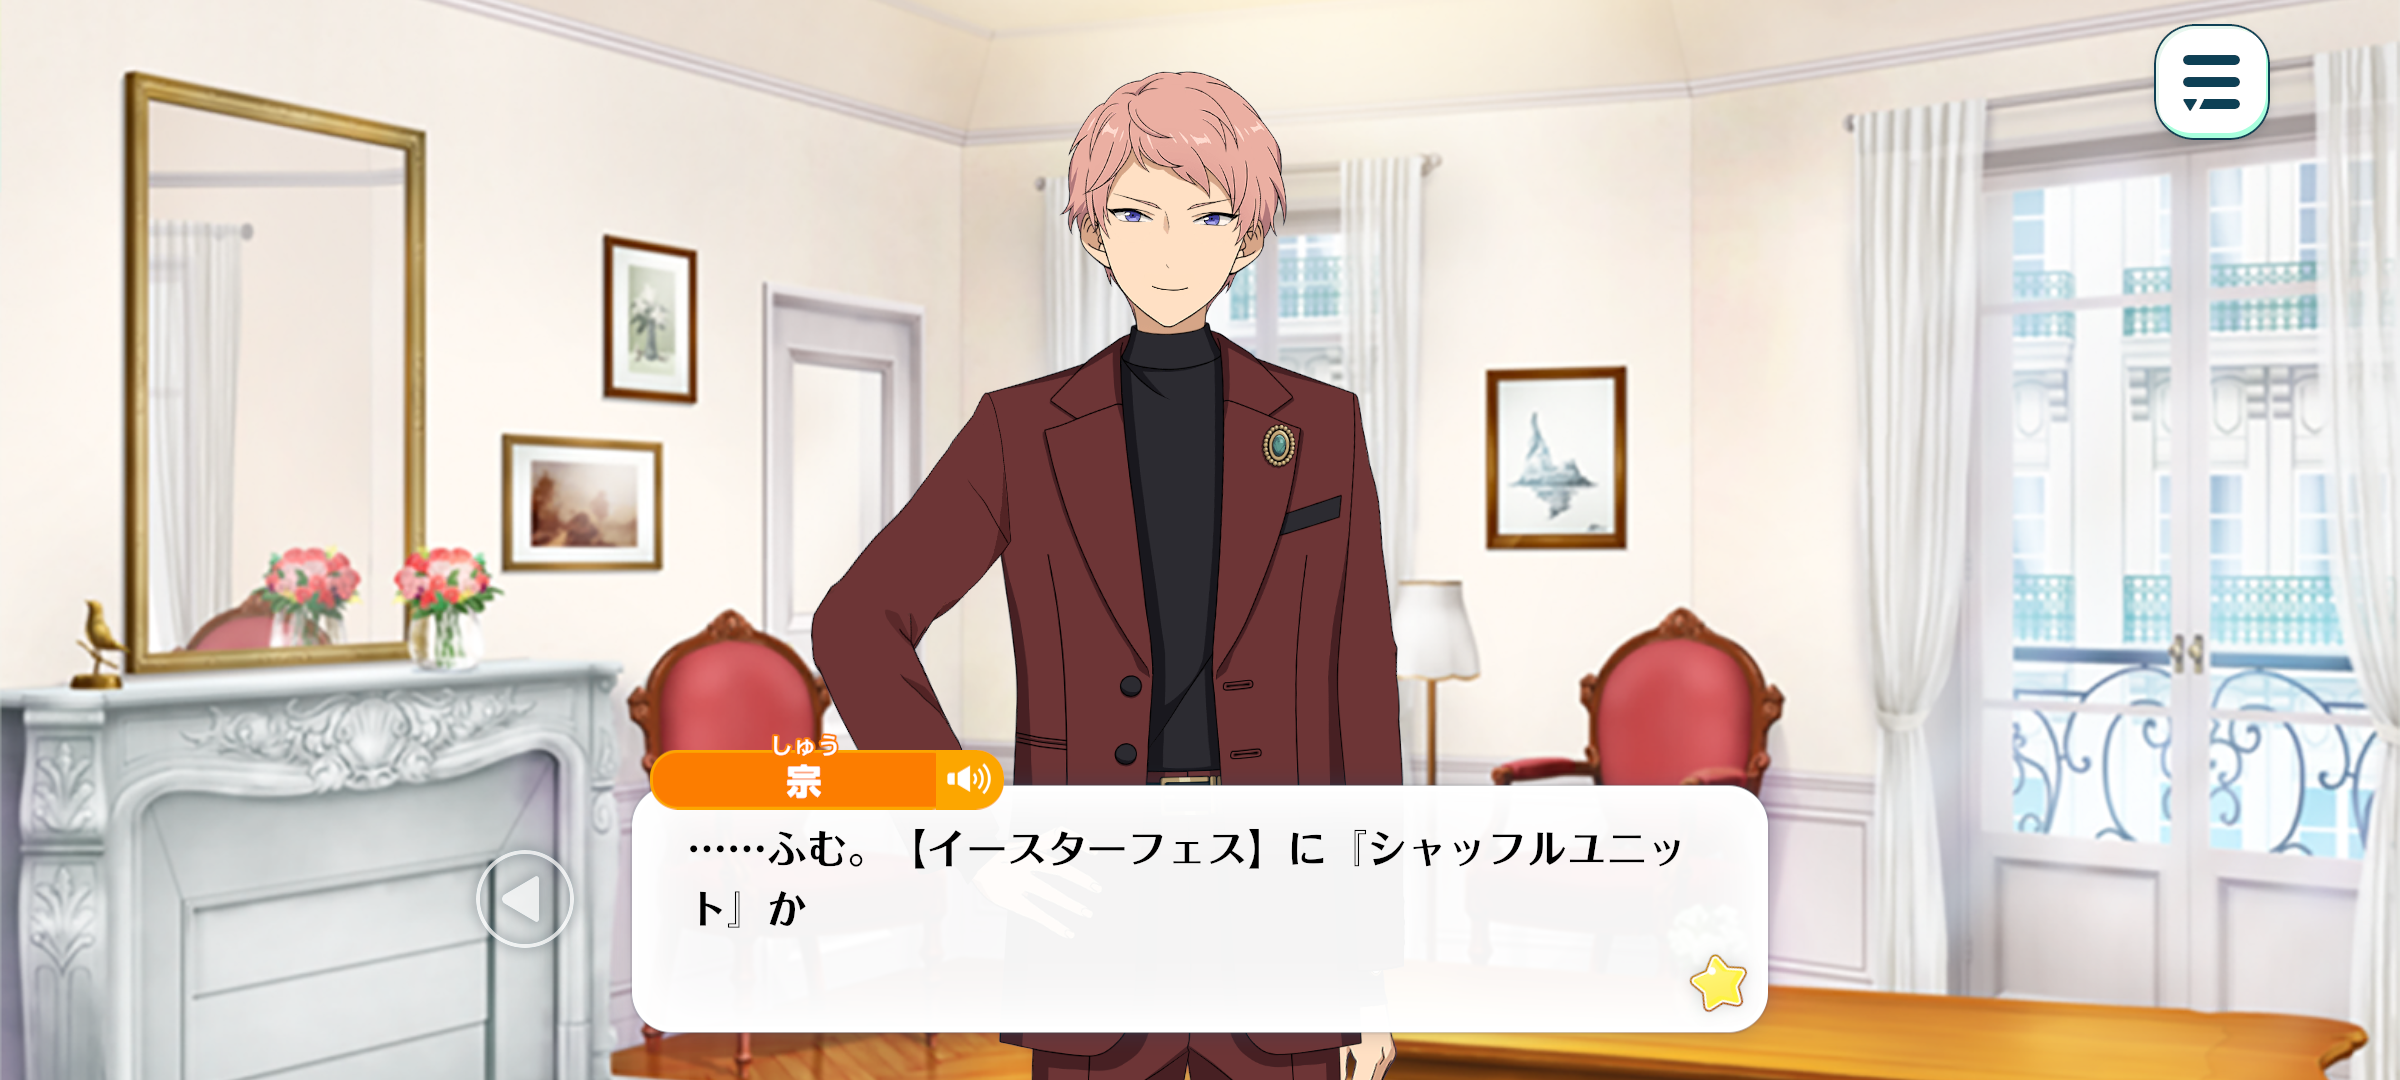 しゅう
宗
……ふむ。【イースターフェス】に『シャッフルユニッ
ト』か